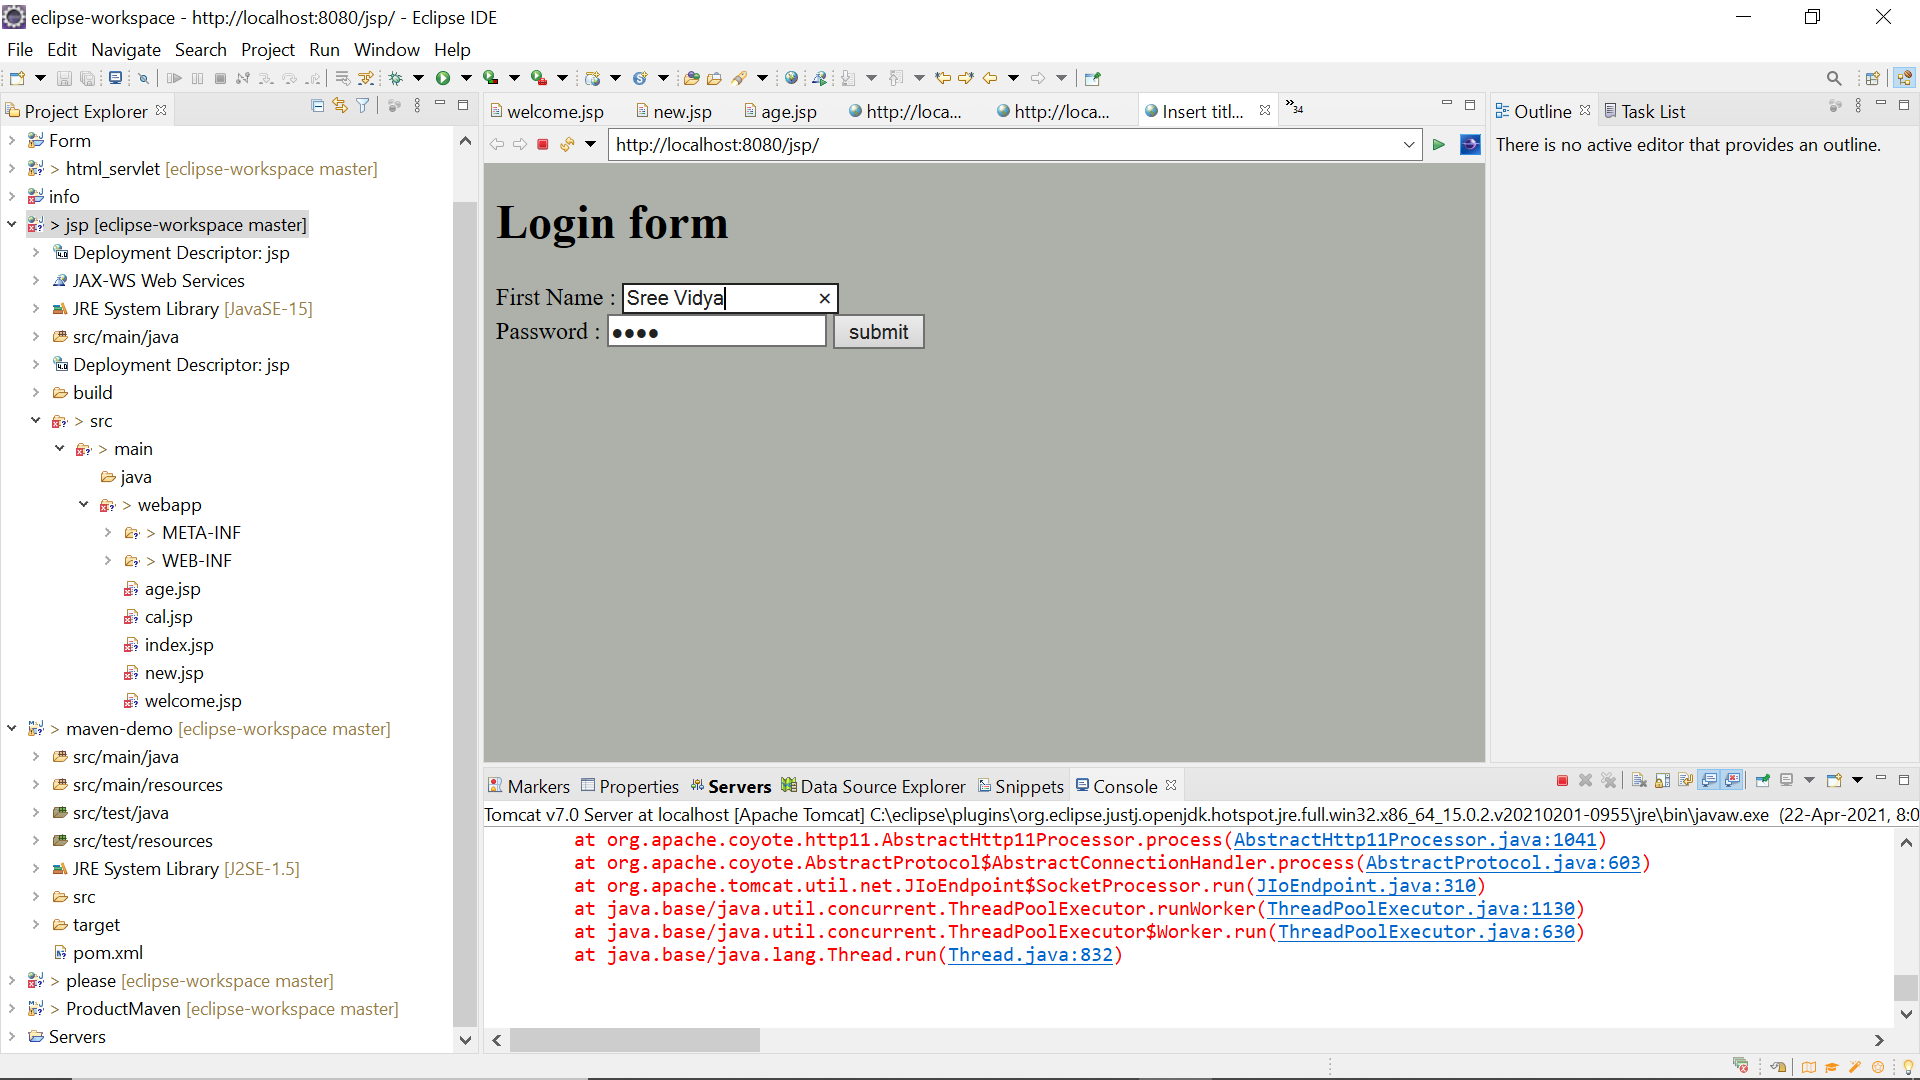 eclipse-workspace - http://localhost:8080/jsp/ - Eclipse IDE
File Edit Navigate Search Project Run Window Help
Project Explorer
Form
> html_servlet [eclipse-workspace master]
info
> jsp [eclipse-workspace master]
Deployment Descriptor: jsp
JAX-WS Web Services
JRE System Library [JavaSE-15]
src/main/java
Deployment Descriptor: jsp
build
> src
> main
java
> webapp
> META-INF
> WEB-INF
age.jsp
cal.jsp
index.jsp
new.jsp
welcome.jsp
> maven-demo [eclipse-workspace master]
src/main/java
src/main/resources
src/test/java
src/test/resources
JRE System Library [J2SE-1.5]
src
target
pom.xml
> please [eclipse-workspace master]
> ProductMaven [eclipse-workspace master]
Servers
welcome.jsp new.jsp age.jsp http://loca... http://loca... Insert titl... »34
http://localhost:8080/jsp/
Login form
First Name : Sree Vidya
Password : ●●●● submit
Outline Task List
There is no active editor that provides an outline.
Markers Properties Servers Data Source Explorer Snippets Console
Tomcat v7.0 Server at localhost [Apache Tomcat] C:\eclipse\plugins\org.eclipse.justj.openjdk.hotspot.jre.full.win32.x86_64_15.0.2.v20210201-0955\jre\bin\javaw.exe (22-Apr-2021, 8:0
at org.apache.coyote.http11.AbstractHttp11Processor.process(AbstractHttp11Processor.java:1041)
at org.apache.coyote.AbstractProtocol$AbstractConnectionHandler.process(AbstractProtocol.java:603)
at org.apache.tomcat.util.net.JIoEndpoint$SocketProcessor.run(JIoEndpoint.java:310)
at java.base/java.util.concurrent.ThreadPoolExecutor.runWorker(ThreadPoolExecutor.java:1130)
at java.base/java.util.concurrent.ThreadPoolExecutor$Worker.run(ThreadPoolExecutor.java:630)
at java.base/java.lang.Thread.run(Thread.java:832)